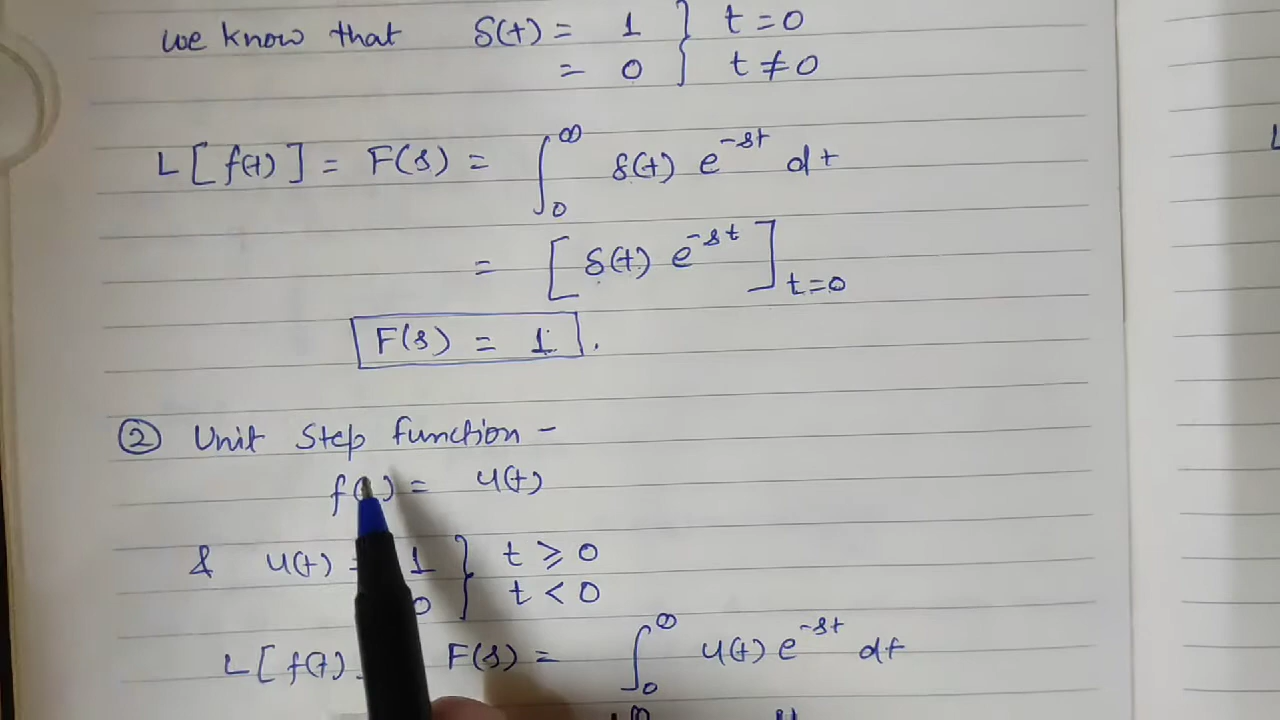 we know that δ(t) = 1 } t = 0
= 0 } t ≠ 0
L[f(t)] = F(s) = ∫₀^∞ δ(t) e^-st dt
= [δ(t) e^-st] t=0
F(s) = 1.
② Unit Step function -
f( ) = u(t)
& u(t) = 1 } t ≥ 0
0 } t < 0
L[f(t) F(s) = ∫₀^∞ u(t) e^-st dt
∞
L